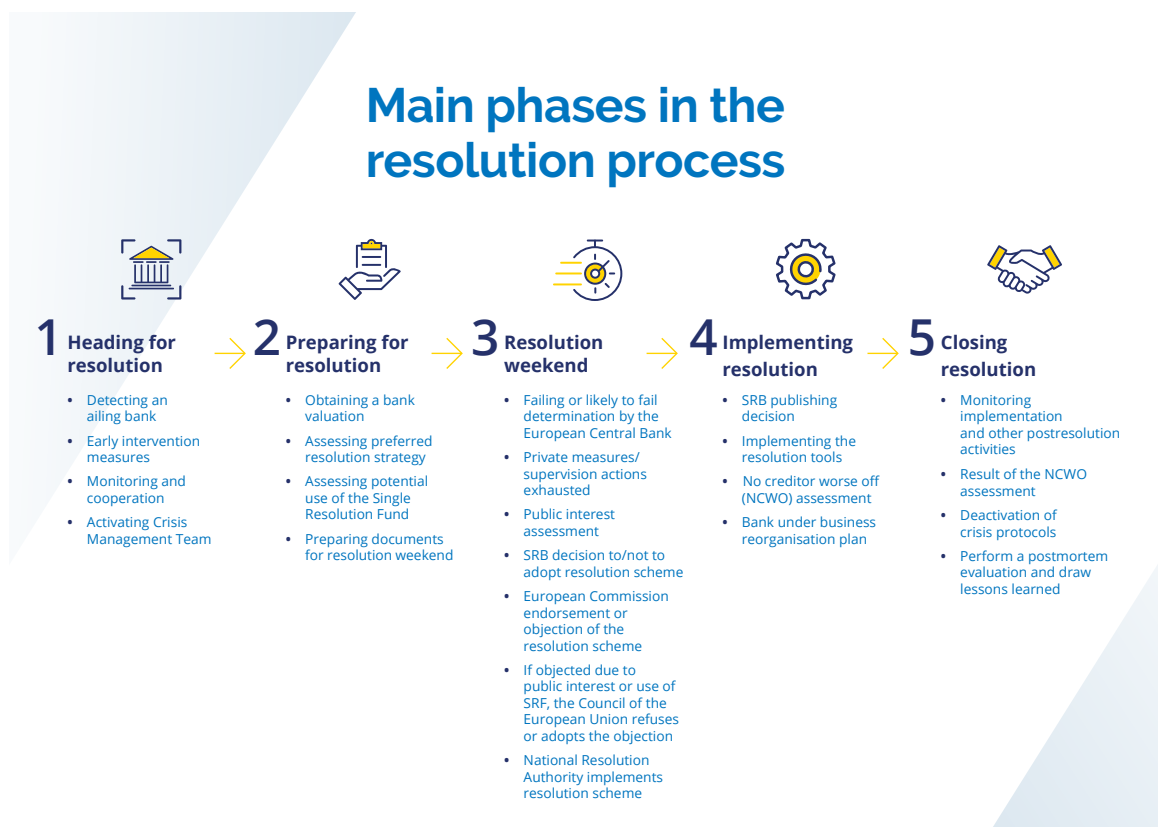 Main phases in the
resolution process
1 Heading for
resolution
• Detecting an
ailing bank
• Early intervention
measures
• Monitoring and
cooperation
• Activating Crisis
Management Team
2 Preparing for
resolution
• Obtaining a bank
valuation
• Assessing preferred
resolution strategy
• Assessing potential
use of the Single
Resolution Fund
• Preparing documents
for resolution weekend
3 Resolution
weekend
• Failing or likely to fail
determination by the
European Central Bank
• Private measures/
supervision actions
exhausted
• Public interest
assessment
• SRB decision to/not to
adopt resolution scheme
• European Commission
endorsement or
objection of the
resolution scheme
• If objected due to
public interest or use of
SRF, the Council of the
European Union refuses
or adopts the objection
• National Resolution
Authority implements
resolution scheme
4 Implementing
resolution
• SRB publishing
decision
• Implementing the
resolution tools
• No creditor worse off
(NCWO) assessment
• Bank under business
reorganisation plan
5 Closing
resolution
• Monitoring
implementation
and other postresolution
activities
• Result of the NCWO
assessment
• Deactivation of
crisis protocols
• Perform a postmortem
evaluation and draw
lessons learned